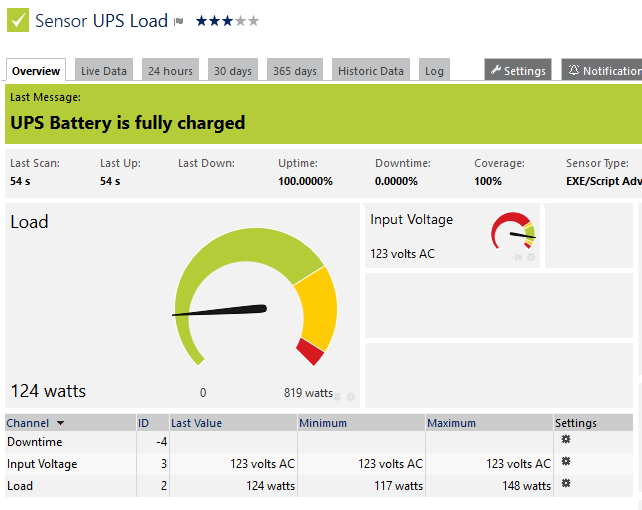 Sensor UPS Load
Overview Live Data 24 hours 30 days 365 days Historic Data Log Settings Notification
Last Message:
UPS Battery is fully charged
Last Scan: Last Up: Last Down: Uptime: Downtime: Coverage: Sensor Type:
54 s 54 s 100.0000% 0.0000% 100% EXE/Script Adv
Load
Input Voltage
123 volts AC
124 watts
0 819 watts
Channel ID Last Value Minimum Maximum Settings
Downtime -4
Input Voltage 3 123 volts AC 123 volts AC 123 volts AC
Load 2 124 watts 117 watts 148 watts